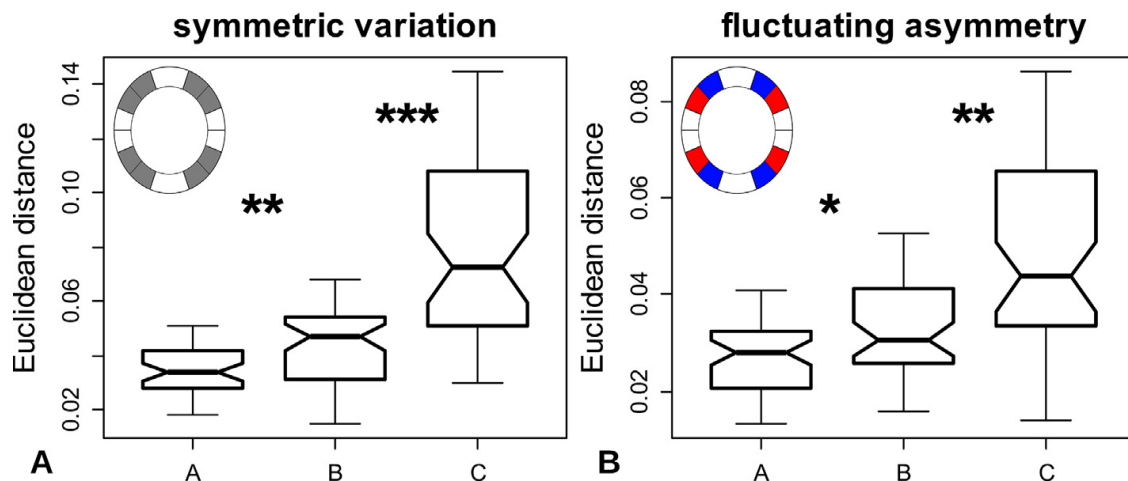 symmetric variation
Euclidean distance
0.14
0.10
0.06
0.02
***
**
A B C
A
fluctuating asymmetry
Euclidean distance
0.08
0.06
0.04
0.02
**
*
A B C
B